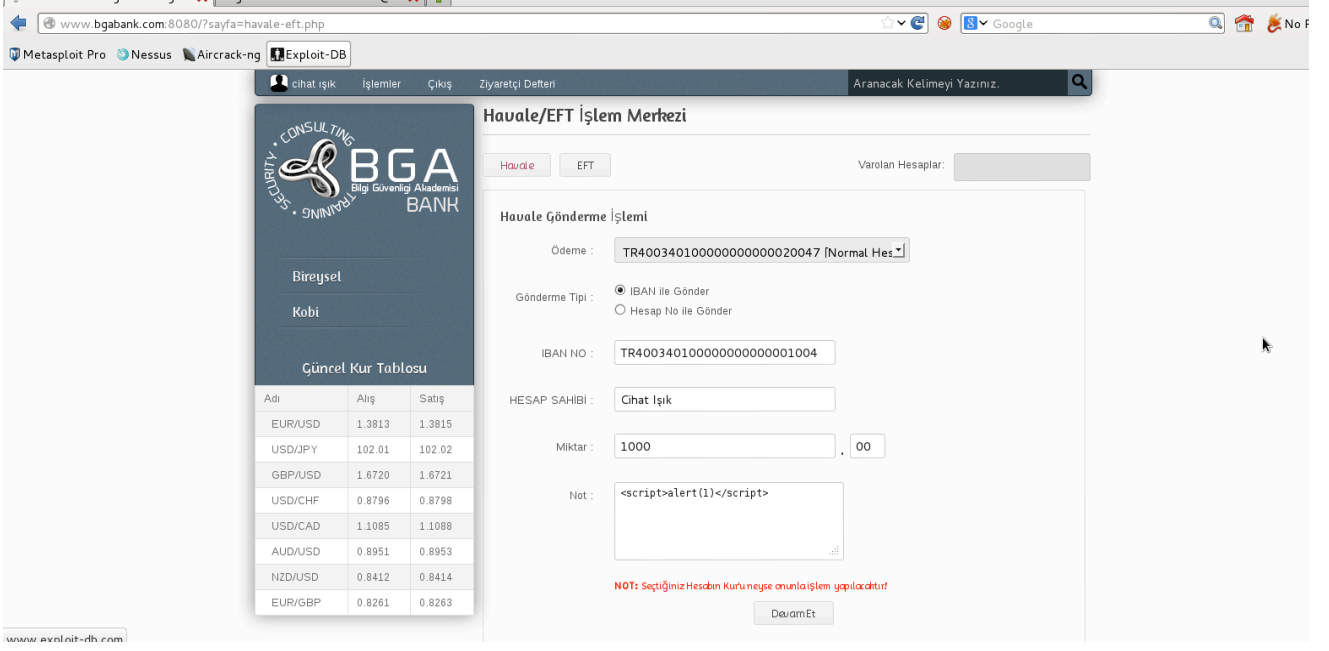 www.bgabank.com:8080/?sayfa=havale-eft.php
Google
No
Metasploit Pro Nessus Aircrack-ng Exploit-DB
cihat ışık İşlemler Çıkış Ziyaretçi Defteri Aranacak Kelimeyi Yazınız.
SECURITY · CONSULTING · TRAINING
BGA
Bilgi Güvenliği Akademisi
BANK
Bireysel
Kobi
Güncel Kur Tablosu
Adı Alış Satış
EUR/USD 1.3813 1.3815
USD/JPY 102.01 102.02
GBP/USD 1.6720 1.6721
USD/CHF 0.8796 0.8798
USD/CAD 1.1085 1.1088
AUD/USD 0.8951 0.8953
NZD/USD 0.8412 0.8414
EUR/GBP 0.8261 0.8263
Havale/EFT İşlem Merkezi
Havale EFT Varolan Hesaplar:
Havale Gönderme İşlemi
Ödeme : TR400340100000000000020047 [Normal Hes
Gönderme Tipi : IBAN ile Gönder
Hesap No ile Gönder
IBAN NO : TR400340100000000000001004
HESAP SAHİBİ : Cihat Işık
Miktar : 1000 , 00
Not : <script>alert(1)</script>
NOT: Seçtiğiniz Hesabın Kur'u neyse onunla işlem yapılacaktır!
Devam Et
www.exploit-db.com